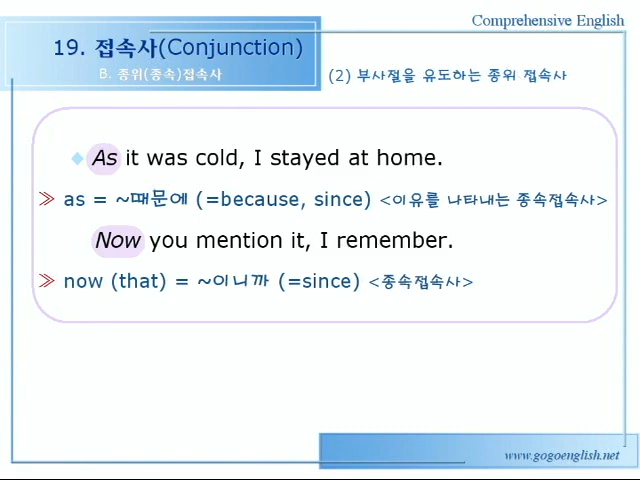 Comprehensive English
19. 접속사(Conjunction)
B. 종위(종속)접속사
(2) 부사절을 유도하는 종위 접속사
As it was cold, I stayed at home.
≫ as = ~때문에 (=because, since) <이유를 나타내는 종속접속사>
Now you mention it, I remember.
≫ now (that) = ~이니까 (=since) <종속접속사>
www.gogoenglish.net